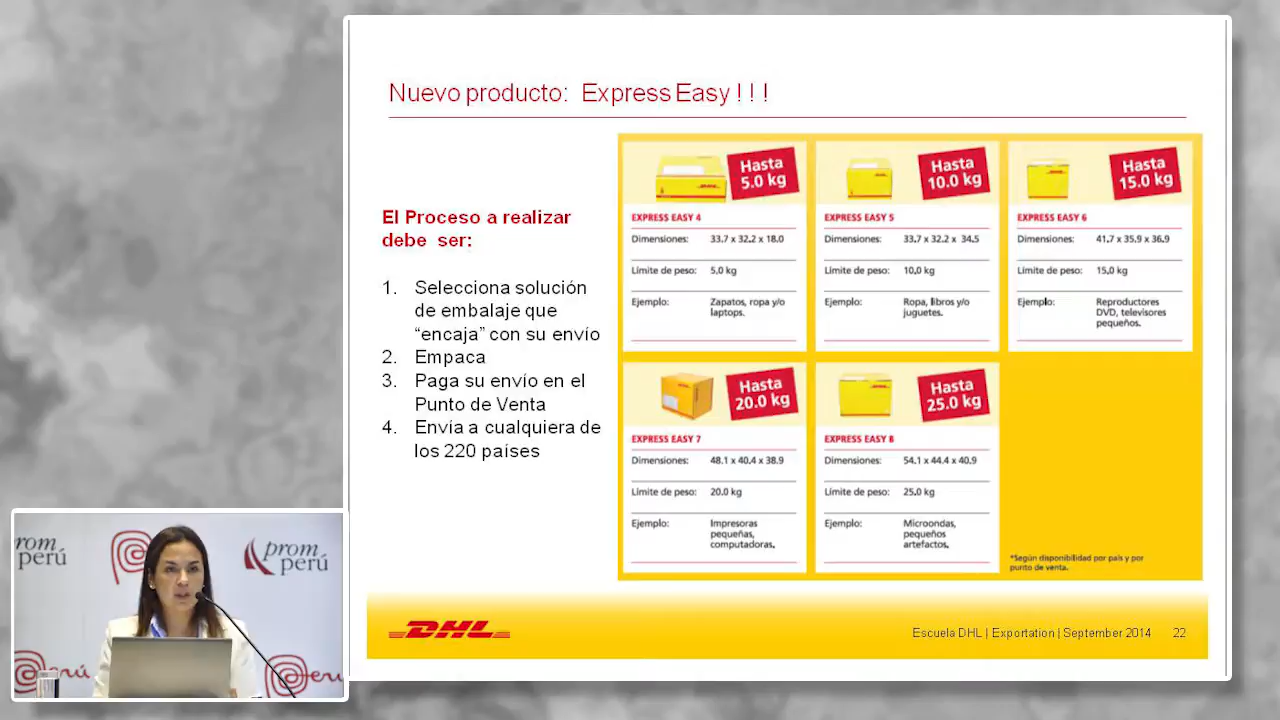 Nuevo producto: Express Easy ! ! !
El Proceso a realizar
debe ser:
1. Selecciona solución
de embalaje que
“encaja” con su envío
2. Empaca
3. Paga su envío en el
Punto de Venta
4. Envía a cualquiera de
los 220 países
Hasta
5.0 kg
EXPRESS EASY 4
Dimensiones: 33.7 x 32.2 x 18.0
Límite de peso: 5.0 kg
Ejemplo: Zapatos, ropa y/o
laptops.
Hasta
10.0 kg
EXPRESS EASY 5
Dimensiones: 33.7 x 32.2 x 34.5
Límite de peso: 10.0 kg
Ejemplo: Ropa, libros y/o
juguetes.
Hasta
15.0 kg
EXPRESS EASY 6
Dimensiones: 41.7 x 35.9 x 36.9
Límite de peso: 15.0 kg
Ejemplo: Reproductores
DVD, televisores
pequeños.
Hasta
20.0 kg
EXPRESS EASY 7
Dimensiones: 48.1 x 40.4 x 38.9
Límite de peso: 20.0 kg
Ejemplo: Impresoras
pequeñas,
computadoras.
Hasta
25.0 kg
EXPRESS EASY 8
Dimensiones: 54.1 x 44.4 x 40.9
Límite de peso: 25.0 kg
Ejemplo: Microondas,
pequeños
artefactos.
*Según disponibilidad por país y por
punto de venta.
DHL
Escuela DHL | Exportation | September 2014 22
rom
perú
prom
perú
Perú
Perú